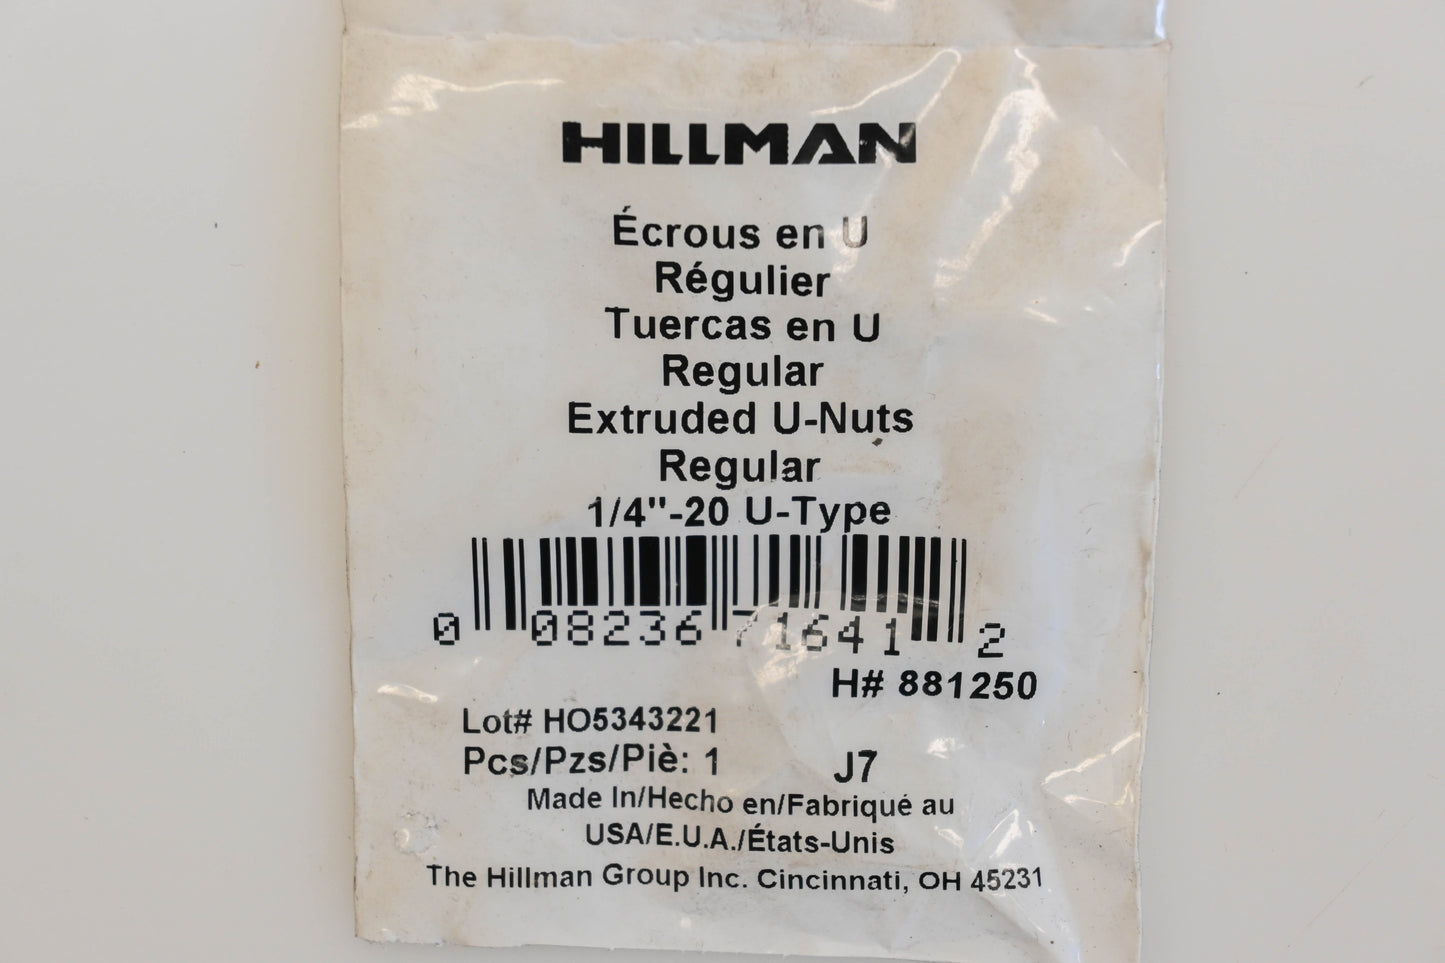 HILLMAN
Écrous en U
Régulier
Tuercas en U
Regular
Extruded U-Nuts
Regular
1/4"-20 U-Type
0 08236 71641 2
H# 881250
Lot# HO5343221
Pcs/Pzs/Piè: 1 J7
Made In/Hecho en/Fabriqué au
USA/E.U.A./États-Unis
The Hillman Group Inc. Cincinnati, OH 45231